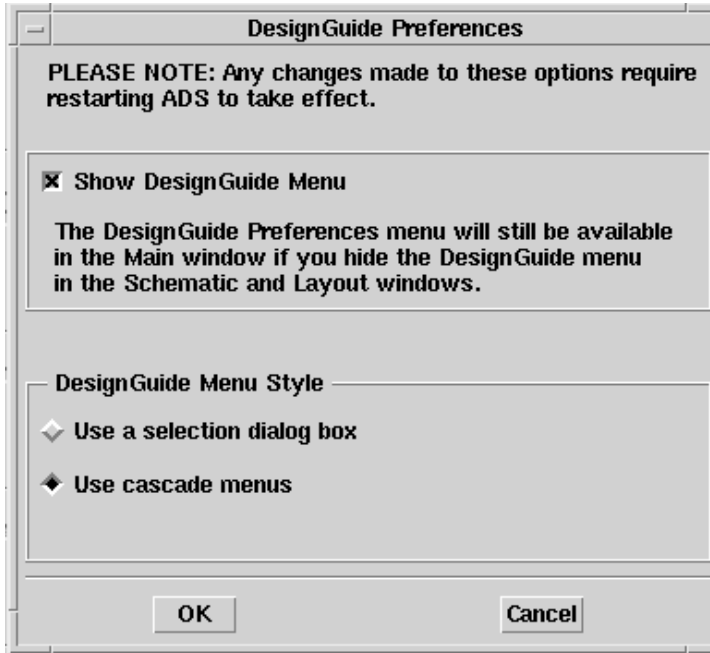 DesignGuide Preferences
PLEASE NOTE: Any changes made to these options require
restarting ADS to take effect.
Show DesignGuide Menu
The DesignGuide Preferences menu will still be available
in the Main window if you hide the DesignGuide menu
in the Schematic and Layout windows.
DesignGuide Menu Style
Use a selection dialog box
Use cascade menus
OK
Cancel